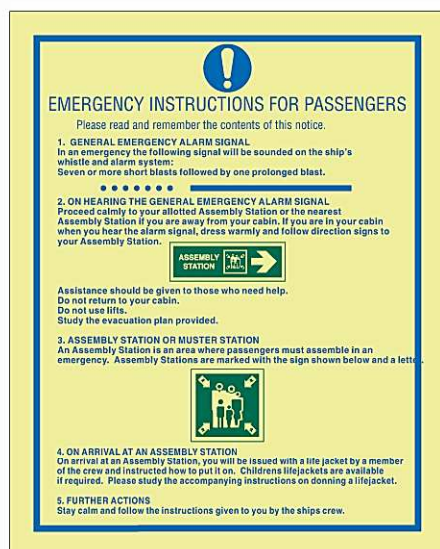 EMERGENCY INSTRUCTIONS FOR PASSENGERS
Please read and remember the contents of this notice.
1. GENERAL EMERGENCY ALARM SIGNAL
In an emergency the following signal will be sounded on the ship's
whistle and alarm system:
Seven or more short blasts followed by one prolonged blast.
2. ON HEARING THE GENERAL EMERGENCY ALARM SIGNAL
Proceed calmly to your allotted Assembly Station or the nearest
Assembly Station if you are away from your cabin. If you are in your cabin
when you hear the alarm signal, dress warmly and follow direction signs to
your Assembly Station.
ASSEMBLY
STATION
Assistance should be given to those who need help.
Do not return to your cabin.
Do not use lifts.
Study the evacuation plan provided.
3. ASSEMBLY STATION OR MUSTER STATION
An Assembly Station is an area where passengers must assemble in an
emergency. Assembly Stations are marked with the sign shown below and a letter.
4. ON ARRIVAL AT AN ASSEMBLY STATION
On arrival at an Assembly Station, you will be issued with a life jacket by a member
of the crew and instructed how to put it on. Childrens lifejackets are available
if required. Please study the accompanying instructions on donning a lifejacket.
5. FURTHER ACTIONS
Stay calm and follow the instructions given to you by the ships crew.